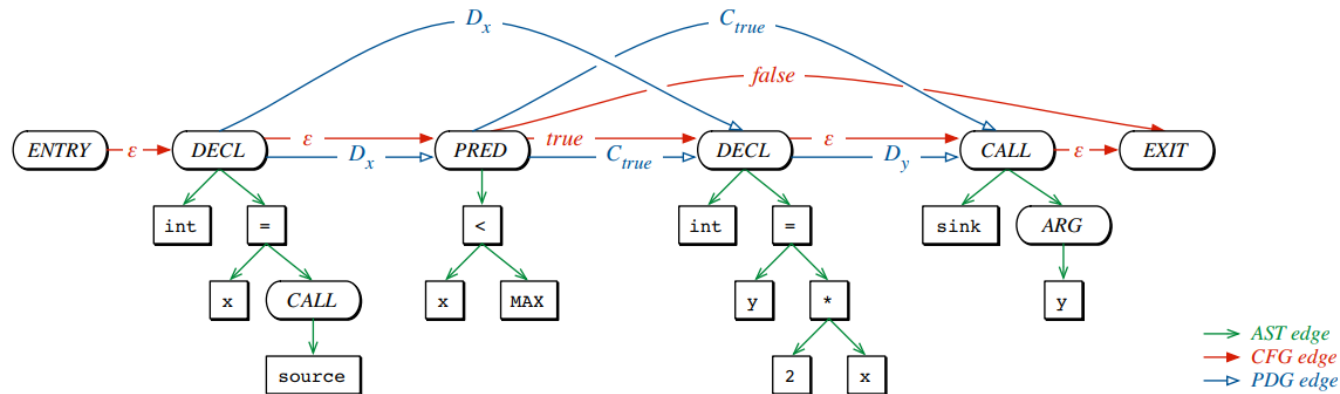 D_x C_true
false
ENTRY ε DECL ε PRED true DECL ε CALL ε EXIT
D_x C_true D_y
int = < int = sink ARG
x CALL x MAX y * y
source 2 x
AST edge
CFG edge
PDG edge